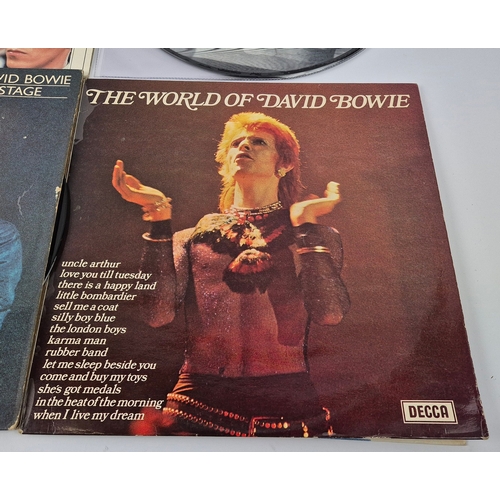 VID BOWIE
STAGE
THE WORLD OF DAVID BOWIE
uncle arthur
love you till tuesday
there is a happy land
little bombardier
sell me a coat
silly boy blue
the london boys
karma man
rubber band
let me sleep beside you
come and buy my toys
she's got medals
in the heat of the morning
when I live my dream
DECCA